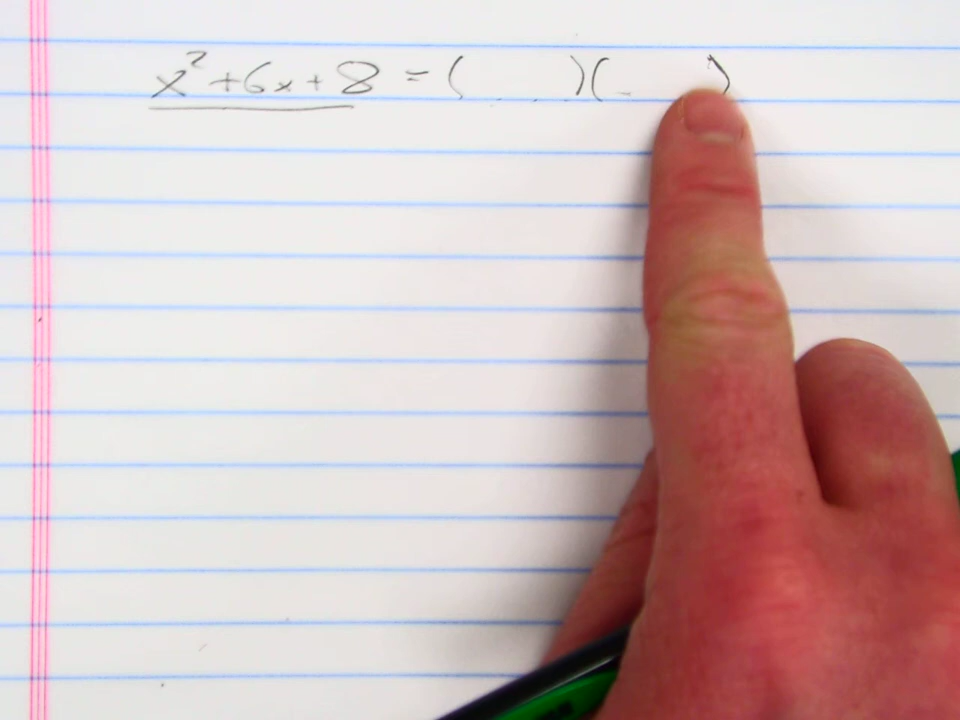 x²+6x+8 = (   )(   )